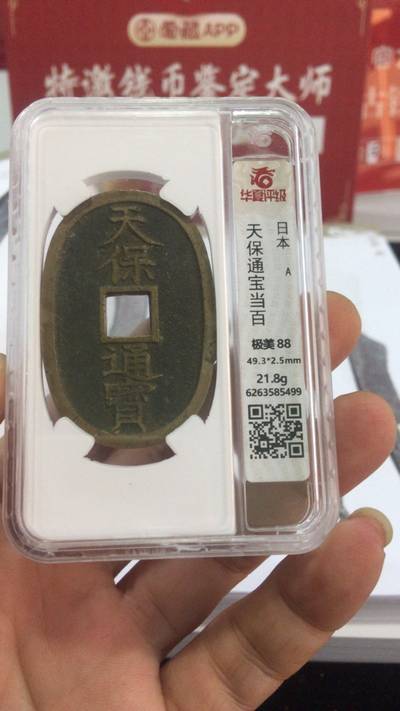 爱藏APP
特邀钱币鉴定大师
天保
通寶
华夏评级
日本
A
天保通宝当百
极美 88
49.3*2.5mm
21.8g
6263585499